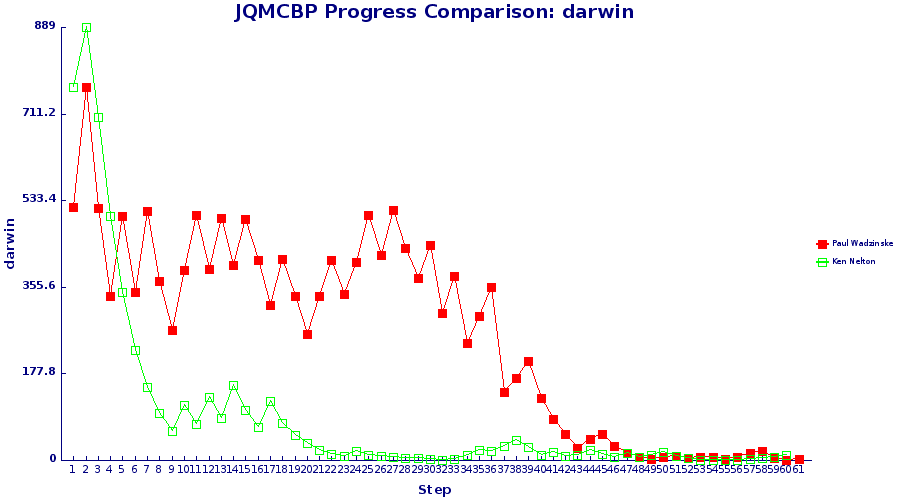 JQMCBP Progress Comparison: darwin
889
711.2
533.4
355.6
177.8
0
darwin
1 2 3 4 5 6 7 8 9 10 11 12 13 14 15 16 17 18 19 20 21 22 23 24 25 26 27 28 29 30 31 32 33 34 35 36 37 38 39 40 41 42 43 44 45 46 47 48 49 50 51 52 53 54 55 56 57 58 59 60 61
Step
Paul Wadzinske
Ken Nelton